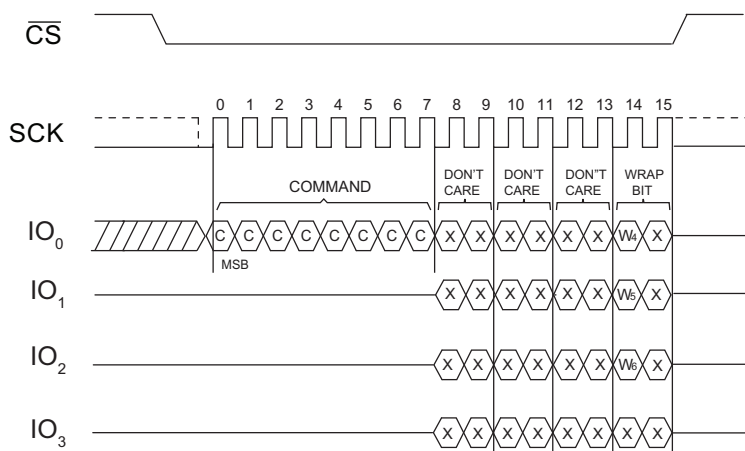 CS
0 1 2 3 4 5 6 7 8 9 10 11 12 13 14 15
SCK
COMMAND
DON'T CARE
DON'T CARE
DON"T CARE
WRAP BIT
IO0 C C C C C C C C X X X X X X W4 X
MSB
IO1 X X X X X X W5 X
IO2 X X X X X X W6 X
IO3 X X X X X X X X